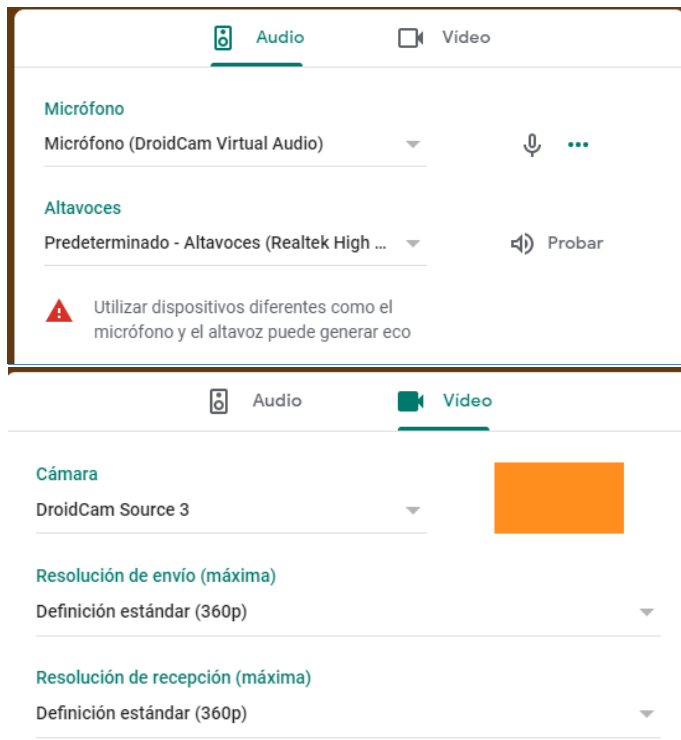 Audio
Vídeo
Micrófono
Micrófono (DroidCam Virtual Audio)
Altavoces
Predeterminado - Altavoces (Realtek High ...
Probar
Utilizar dispositivos diferentes como el
micrófono y el altavoz puede generar eco
Audio
Vídeo
Cámara
DroidCam Source 3
Resolución de envío (máxima)
Definición estándar (360p)
Resolución de recepción (máxima)
Definición estándar (360p)